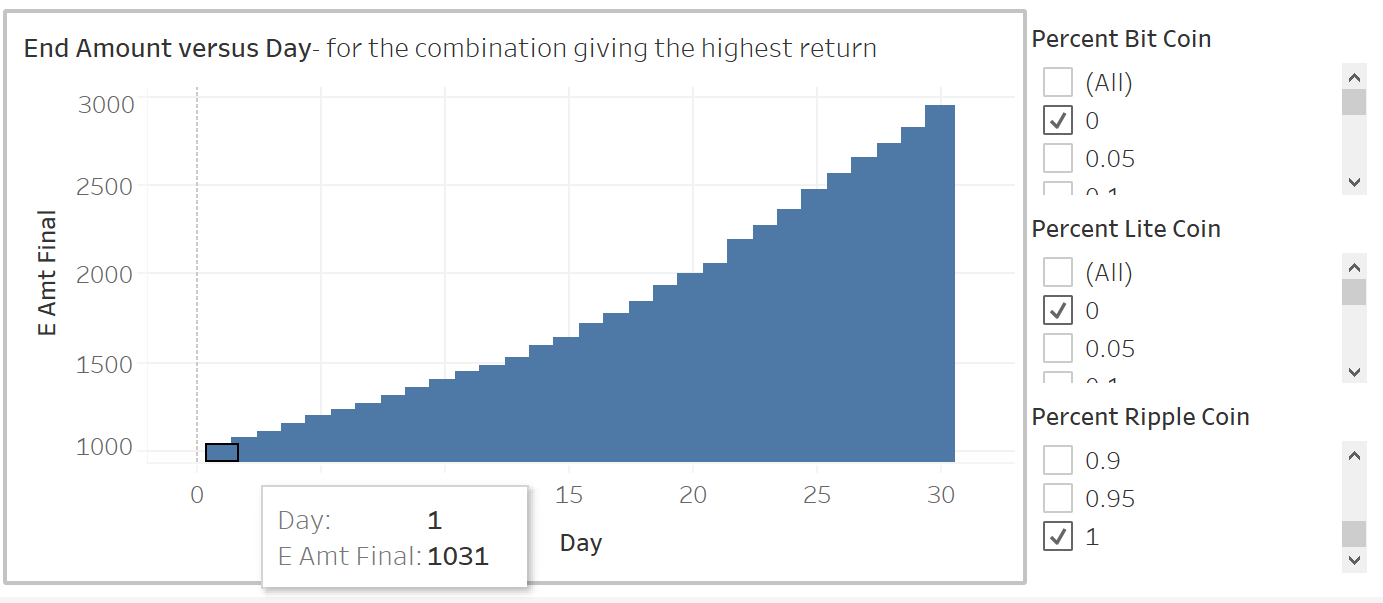 End Amount versus Day- for the combination giving the highest return
3000
2500
2000
1500
1000
E Amt Final
0
15
20
25
30
Day
Day: 1
E Amt Final: 1031
Percent Bit Coin
(All)
0
0.05
Percent Lite Coin
(All)
0
0.05
Percent Ripple Coin
0.9
0.95
1